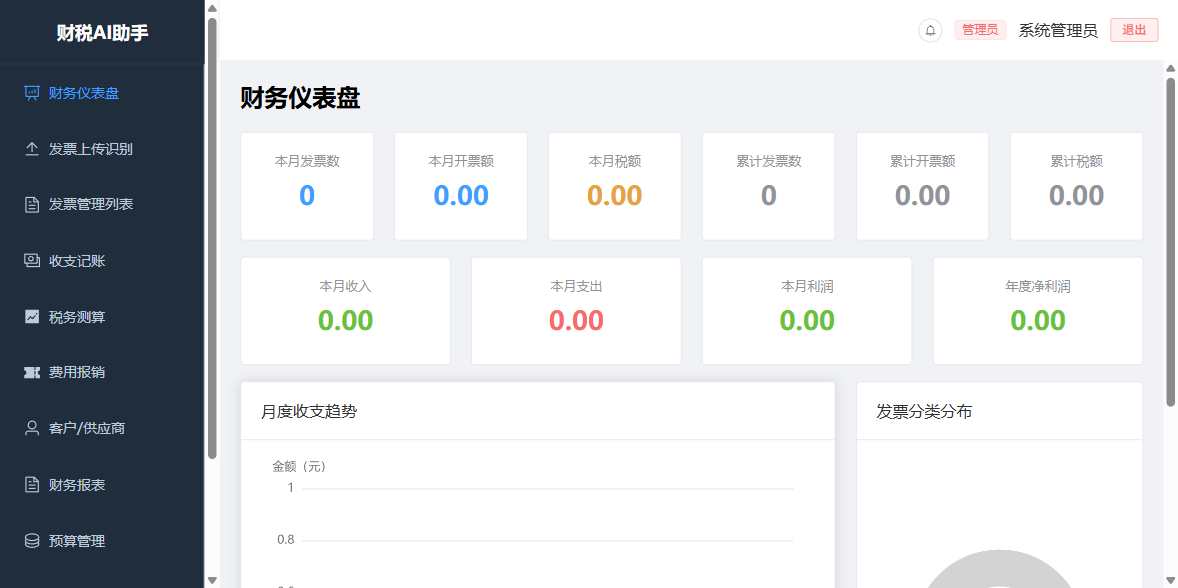 财税AI助手
管理员
系统管理员
退出
财务仪表盘
发票上传识别
发票管理列表
收支记账
税务测算
费用报销
客户/供应商
财务报表
预算管理
财务仪表盘
本月发票数
0
本月开票额
0.00
本月税额
0.00
累计发票数
0
累计开票额
0.00
累计税额
0.00
本月收入
0.00
本月支出
0.00
本月利润
0.00
年度净利润
0.00
月度收支趋势
金额（元）
1
0.8
发票分类分布